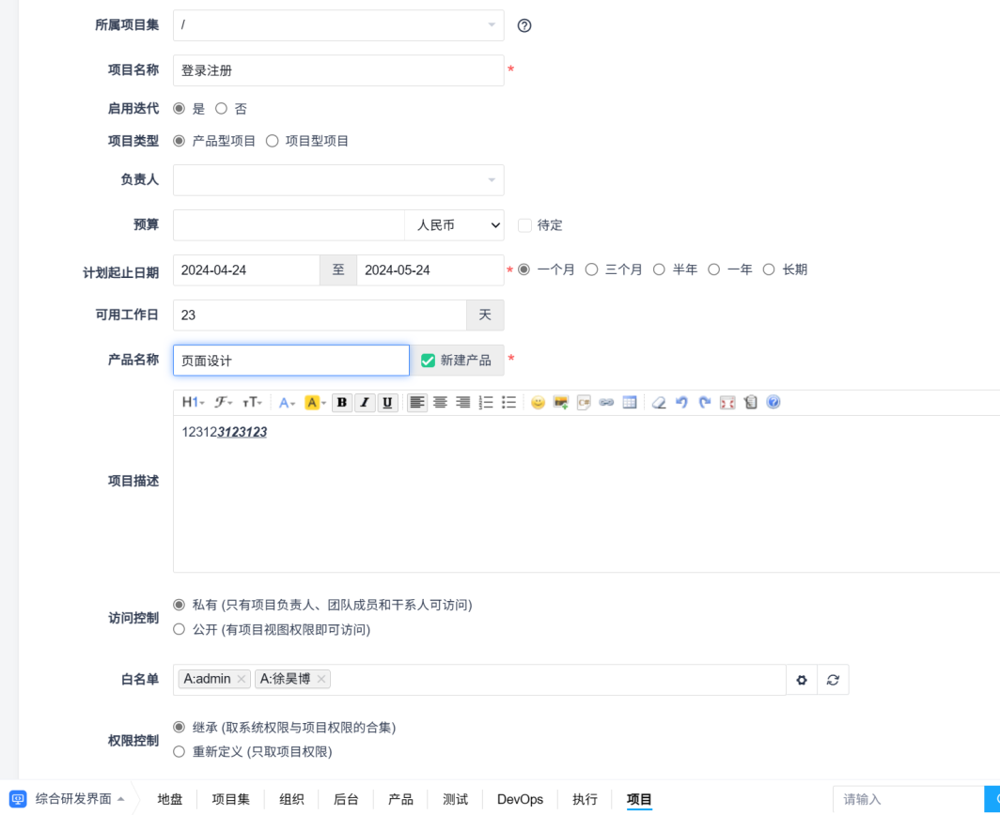 所属项目集 /
项目名称 登录注册 *
启用迭代 是 否
项目类型 产品型项目 项目型项目
负责人
预算 人民币 待定
计划起止日期 2024-04-24 至 2024-05-24 * 一个月 三个月 半年 一年 长期
可用工作日 23 天
产品名称 页面设计 新建产品 *
H1 F TT A A B I U
123123123123
项目描述
私有 (只有项目负责人、团队成员和干系人可访问)
访问控制
公开 (有项目视图权限即可访问)
白名单 A:admin × A:徐昊博 ×
继承 (取系统权限与项目权限的合集)
权限控制
重新定义 (只取项目权限)
综合研发界面 地盘 项目集 组织 后台 产品 测试 DevOps 执行 项目 请输入